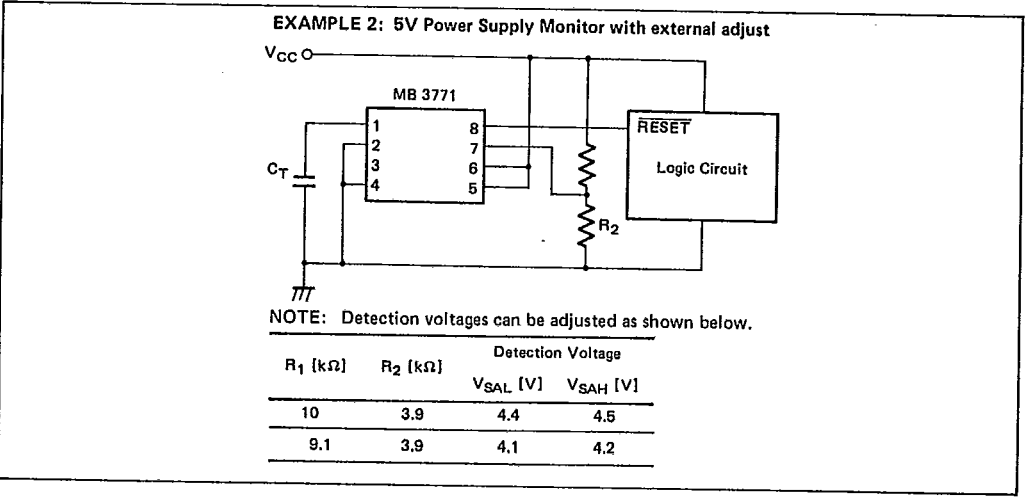 EXAMPLE 2: 5V Power Supply Monitor with external adjust
VCC
MB 3771
1
2
3
4
8
7
6
5
RESET
Logic Circuit
CT
R2
NOTE: Detection voltages can be adjusted as shown below.
R1 [kΩ] R2 [kΩ] Detection Voltage
VSAL [V] VSAH [V]
10 3.9 4.4 4.5
9.1 3.9 4.1 4.2